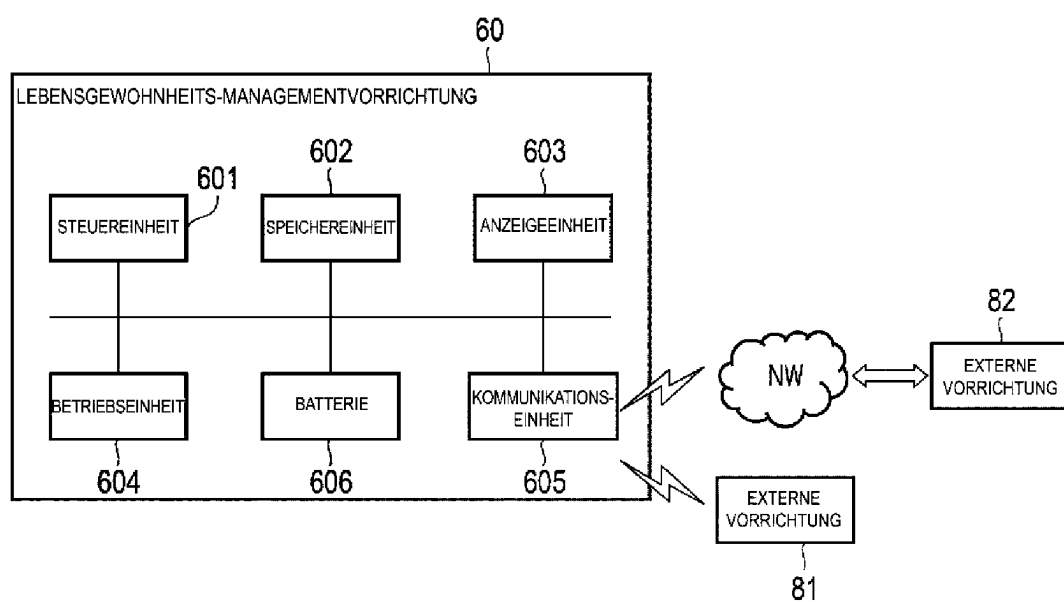 60
LEBENSGEWOHNHEITS-MANAGEMENTVORRICHTUNG
601
602
603
STEUEREINHEIT
SPEICHEREINHEIT
ANZEIGEEINHEIT
BETRIEBSEINHEIT
BATTERIE
KOMMUNIKATIONS-
EINHEIT
604
606
605
NW
82
EXTERNE
VORRICHTUNG
EXTERNE
VORRICHTUNG
81